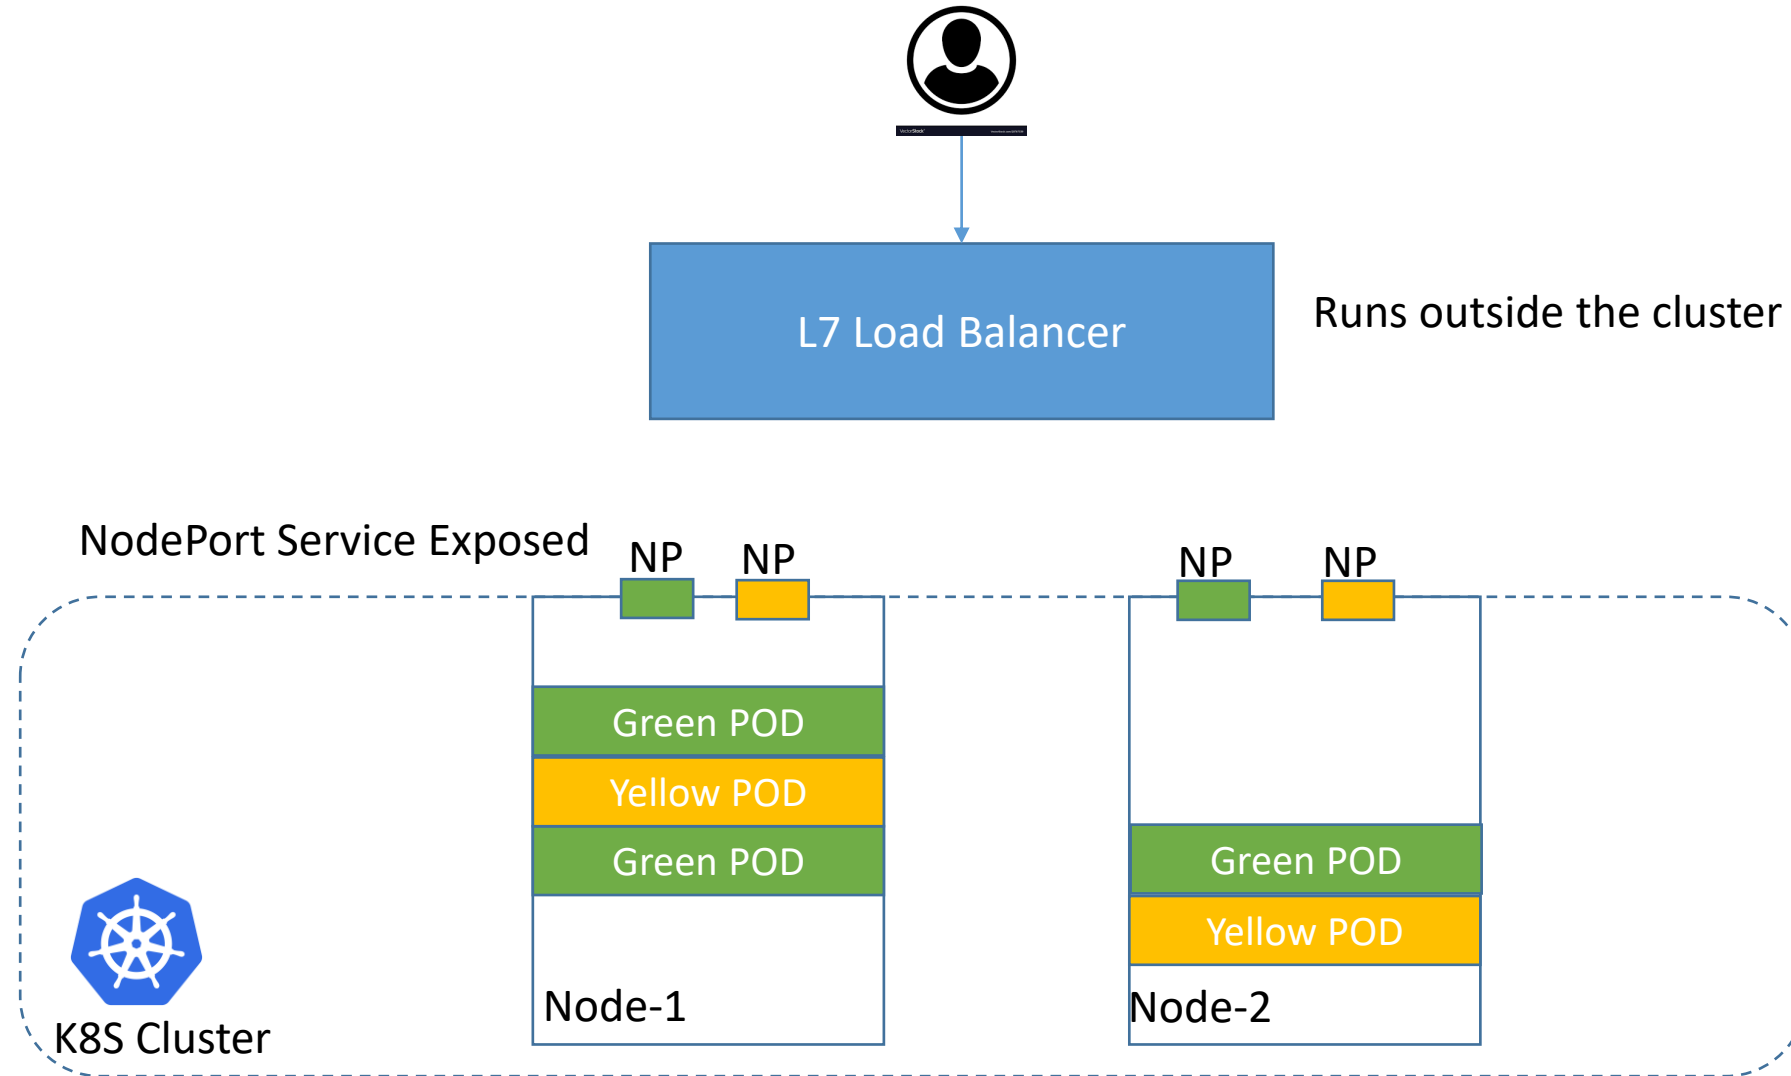 VectorStock
L7 Load Balancer
Runs outside the cluster
NodePort Service Exposed
NP
NP
NP
NP
Green POD
Yellow POD
Green POD
Node-1
Green POD
Yellow POD
Node-2
K8S Cluster